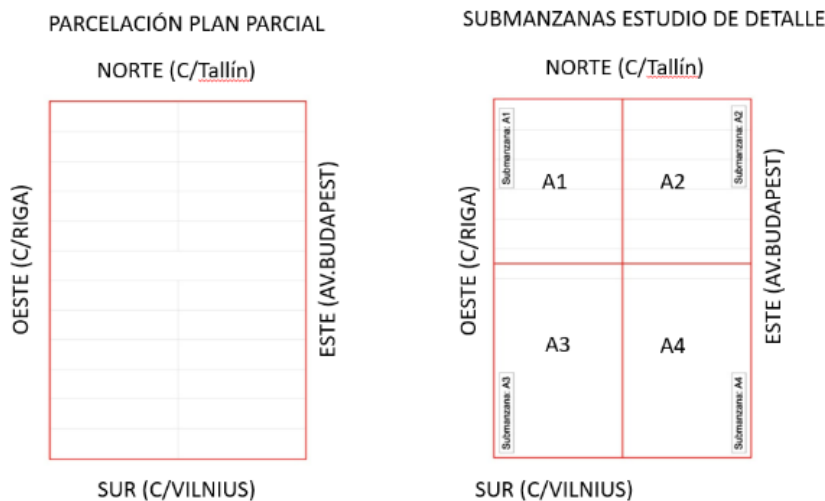 PARCELACIÓN PLAN PARCIAL
NORTE (C/Tallín)
OESTE (C/RIGA)
ESTE (AV.BUDAPEST)
SUR (C/VILNIUS)
SUBMANZANAS ESTUDIO DE DETALLE
NORTE (C/Tallín)
OESTE (C/RIGA)
Submanzana: A1
A1
A2
Submanzana: A2
ESTE (AV.BUDAPEST)
Submanzana: A3
A3
A4
Submanzana: A4
SUR (C/VILNIUS)